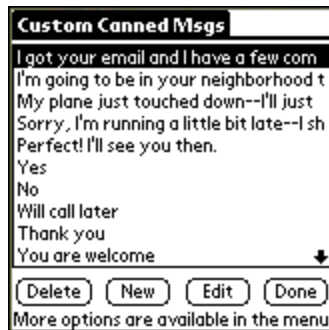 Custom Canned Msgs
I got your email and I have a few com
I'm going to be in your neighborhood t
My plane just touched down--I'll just
Sorry, I'm running a little bit late--I sh
Perfect! I'll see you then.
Yes
No
Will call later
Thank you
You are welcome
Delete New Edit Done
More options are available in the menu